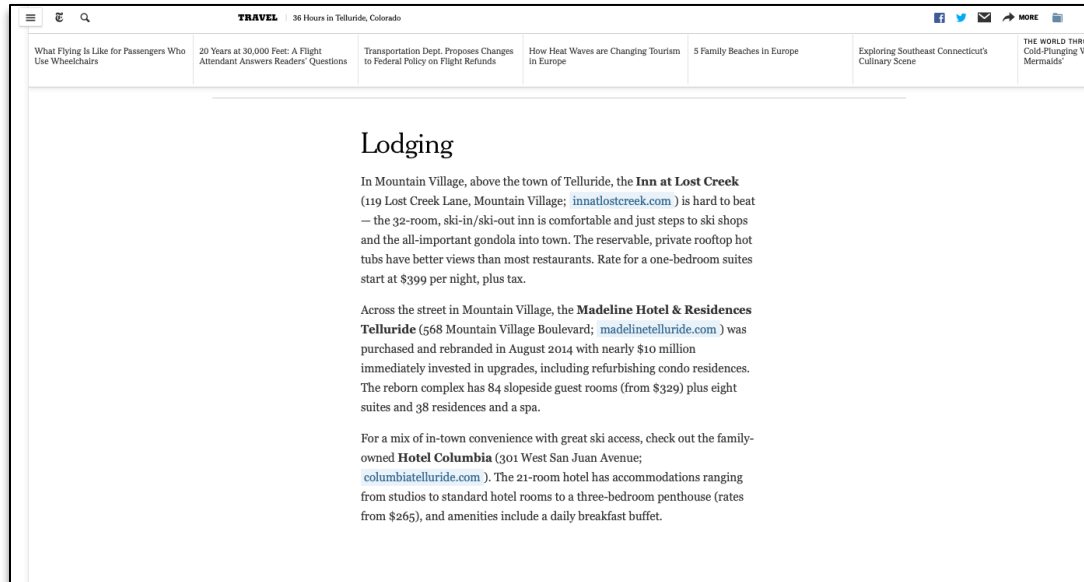 TRAVEL | 36 Hours in Telluride, Colorado
MORE
What Flying Is Like for Passengers Who
Use Wheelchairs
20 Years at 30,000 Feet: A Flight
Attendant Answers Readers' Questions
Transportation Dept. Proposes Changes
to Federal Policy on Flight Refunds
How Heat Waves are Changing Tourism
in Europe
5 Family Beaches in Europe
Exploring Southeast Connecticut's
Culinary Scene
THE WORLD
Cold-Plunging
Mermaids'
Lodging
In Mountain Village, above the town of Telluride, the Inn at Lost Creek
(119 Lost Creek Lane, Mountain Village; innatlostcreek.com ) is hard to beat
— the 32-room, ski-in/ski-out inn is comfortable and just steps to ski shops
and the all-important gondola into town. The reservable, private rooftop hot
tubs have better views than most restaurants. Rate for a one-bedroom suites
start at $399 per night, plus tax.
Across the street in Mountain Village, the Madeline Hotel & Residences
Telluride (568 Mountain Village Boulevard; madelinetelluride.com ) was
purchased and rebranded in August 2014 with nearly $10 million
immediately invested in upgrades, including refurbishing condo residences.
The reborn complex has 84 slopeside guest rooms (from $329) plus eight
suites and 38 residences and a spa.
For a mix of in-town convenience with great ski access, check out the family-
owned Hotel Columbia (301 West San Juan Avenue;
columbiatelluride.com ). The 21-room hotel has accommodations ranging
from studios to standard hotel rooms to a three-bedroom penthouse (rates
from $265), and amenities include a daily breakfast buffet.